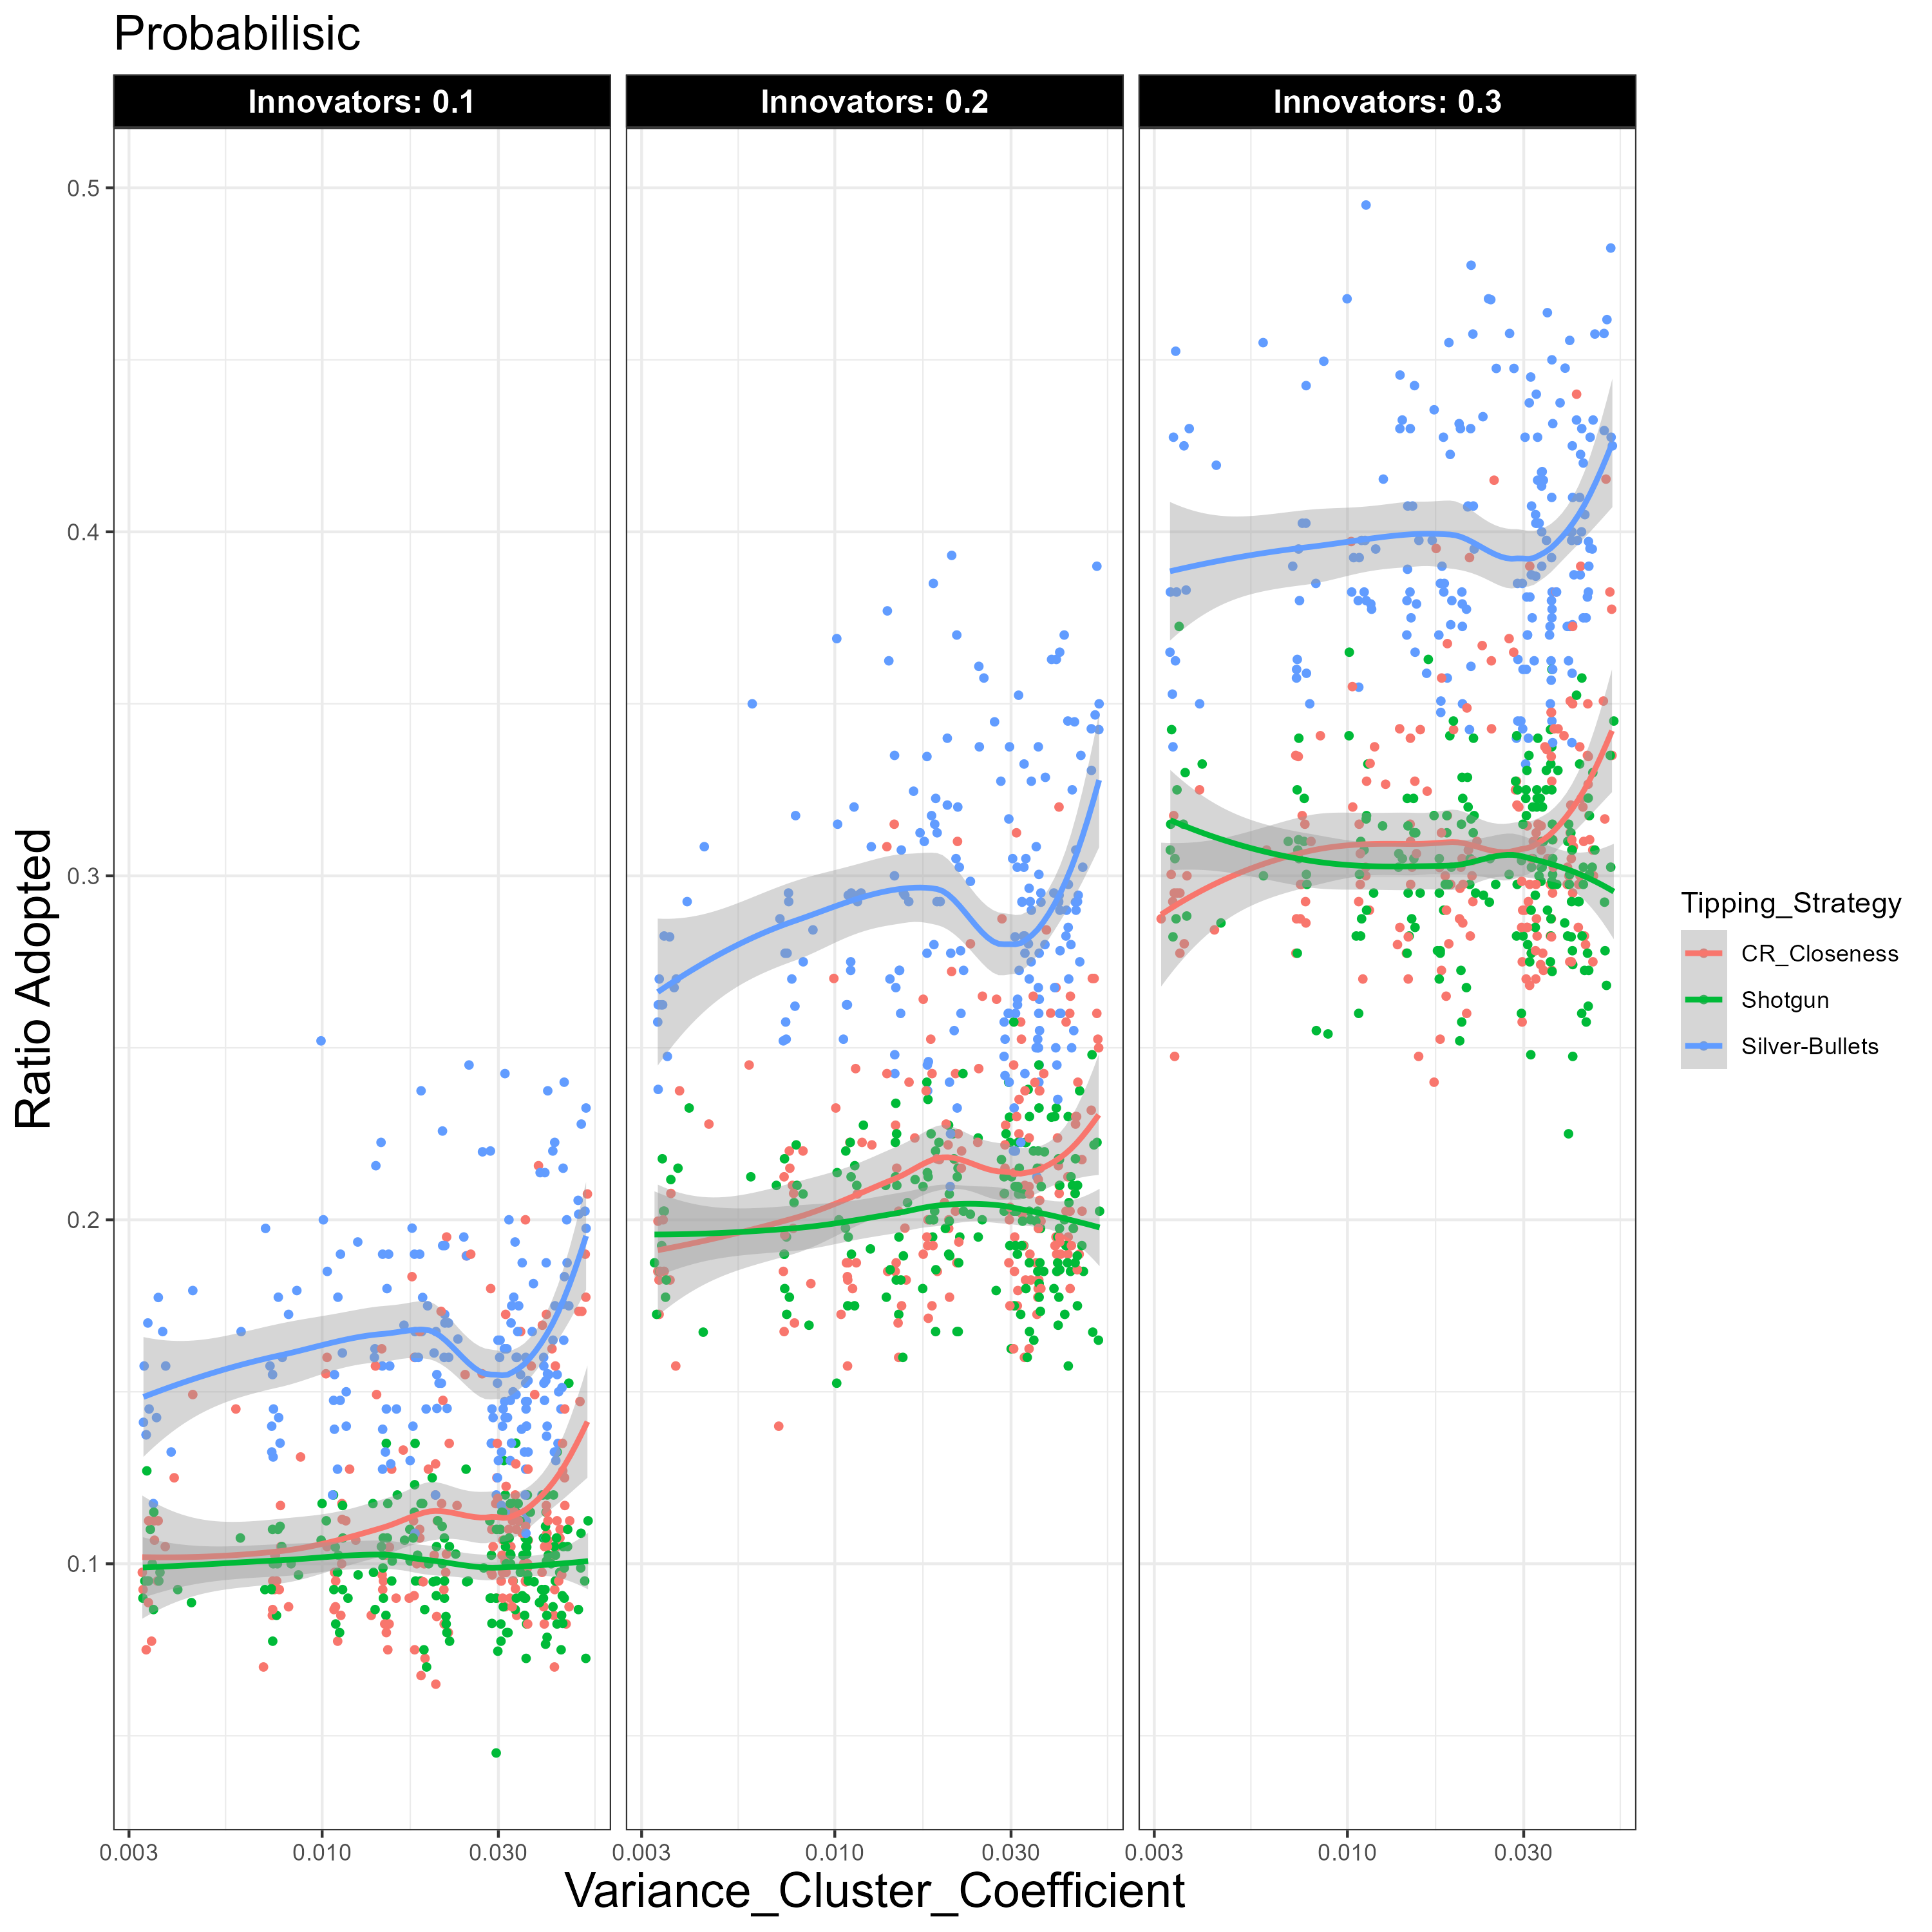 Probabilisic
Innovators: 0.1
Innovators: 0.2
Innovators: 0.3
0.5
0.4
0.3
0.2
0.1
Ratio Adopted
0.003
0.010
0.030
0.003
0.010
0.030
0.003
0.010
0.030
Variance_Cluster_Coefficient
Tipping_Strategy
CR_Closeness
Shotgun
Silver-Bullets